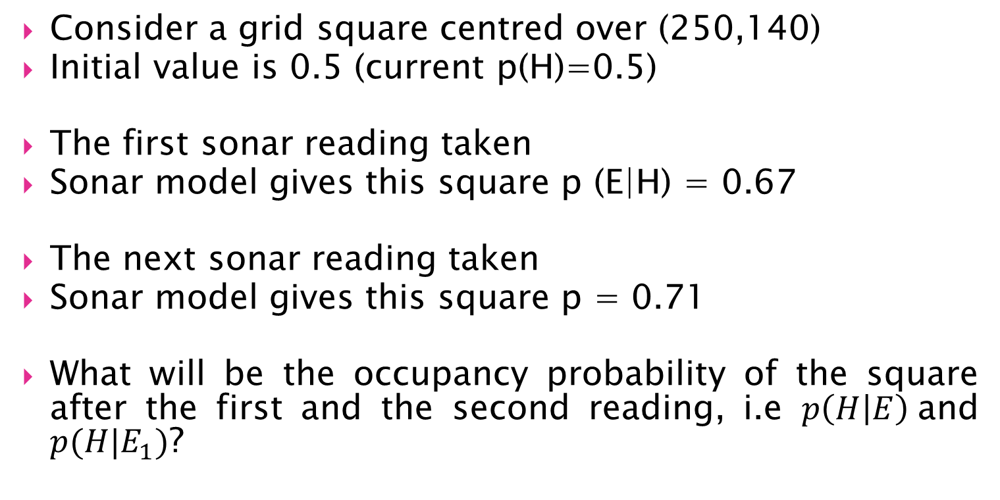 Consider a grid square centred over (250,140)
Initial value is 0.5 (current p(H)=0.5)
The first sonar reading taken
Sonar model gives this square p (E|H) = 0.67
The next sonar reading taken
Sonar model gives this square p = 0.71
What will be the occupancy probability of the square
after the first and the second reading, i.e p(H|E) and
p(H|E₁)?